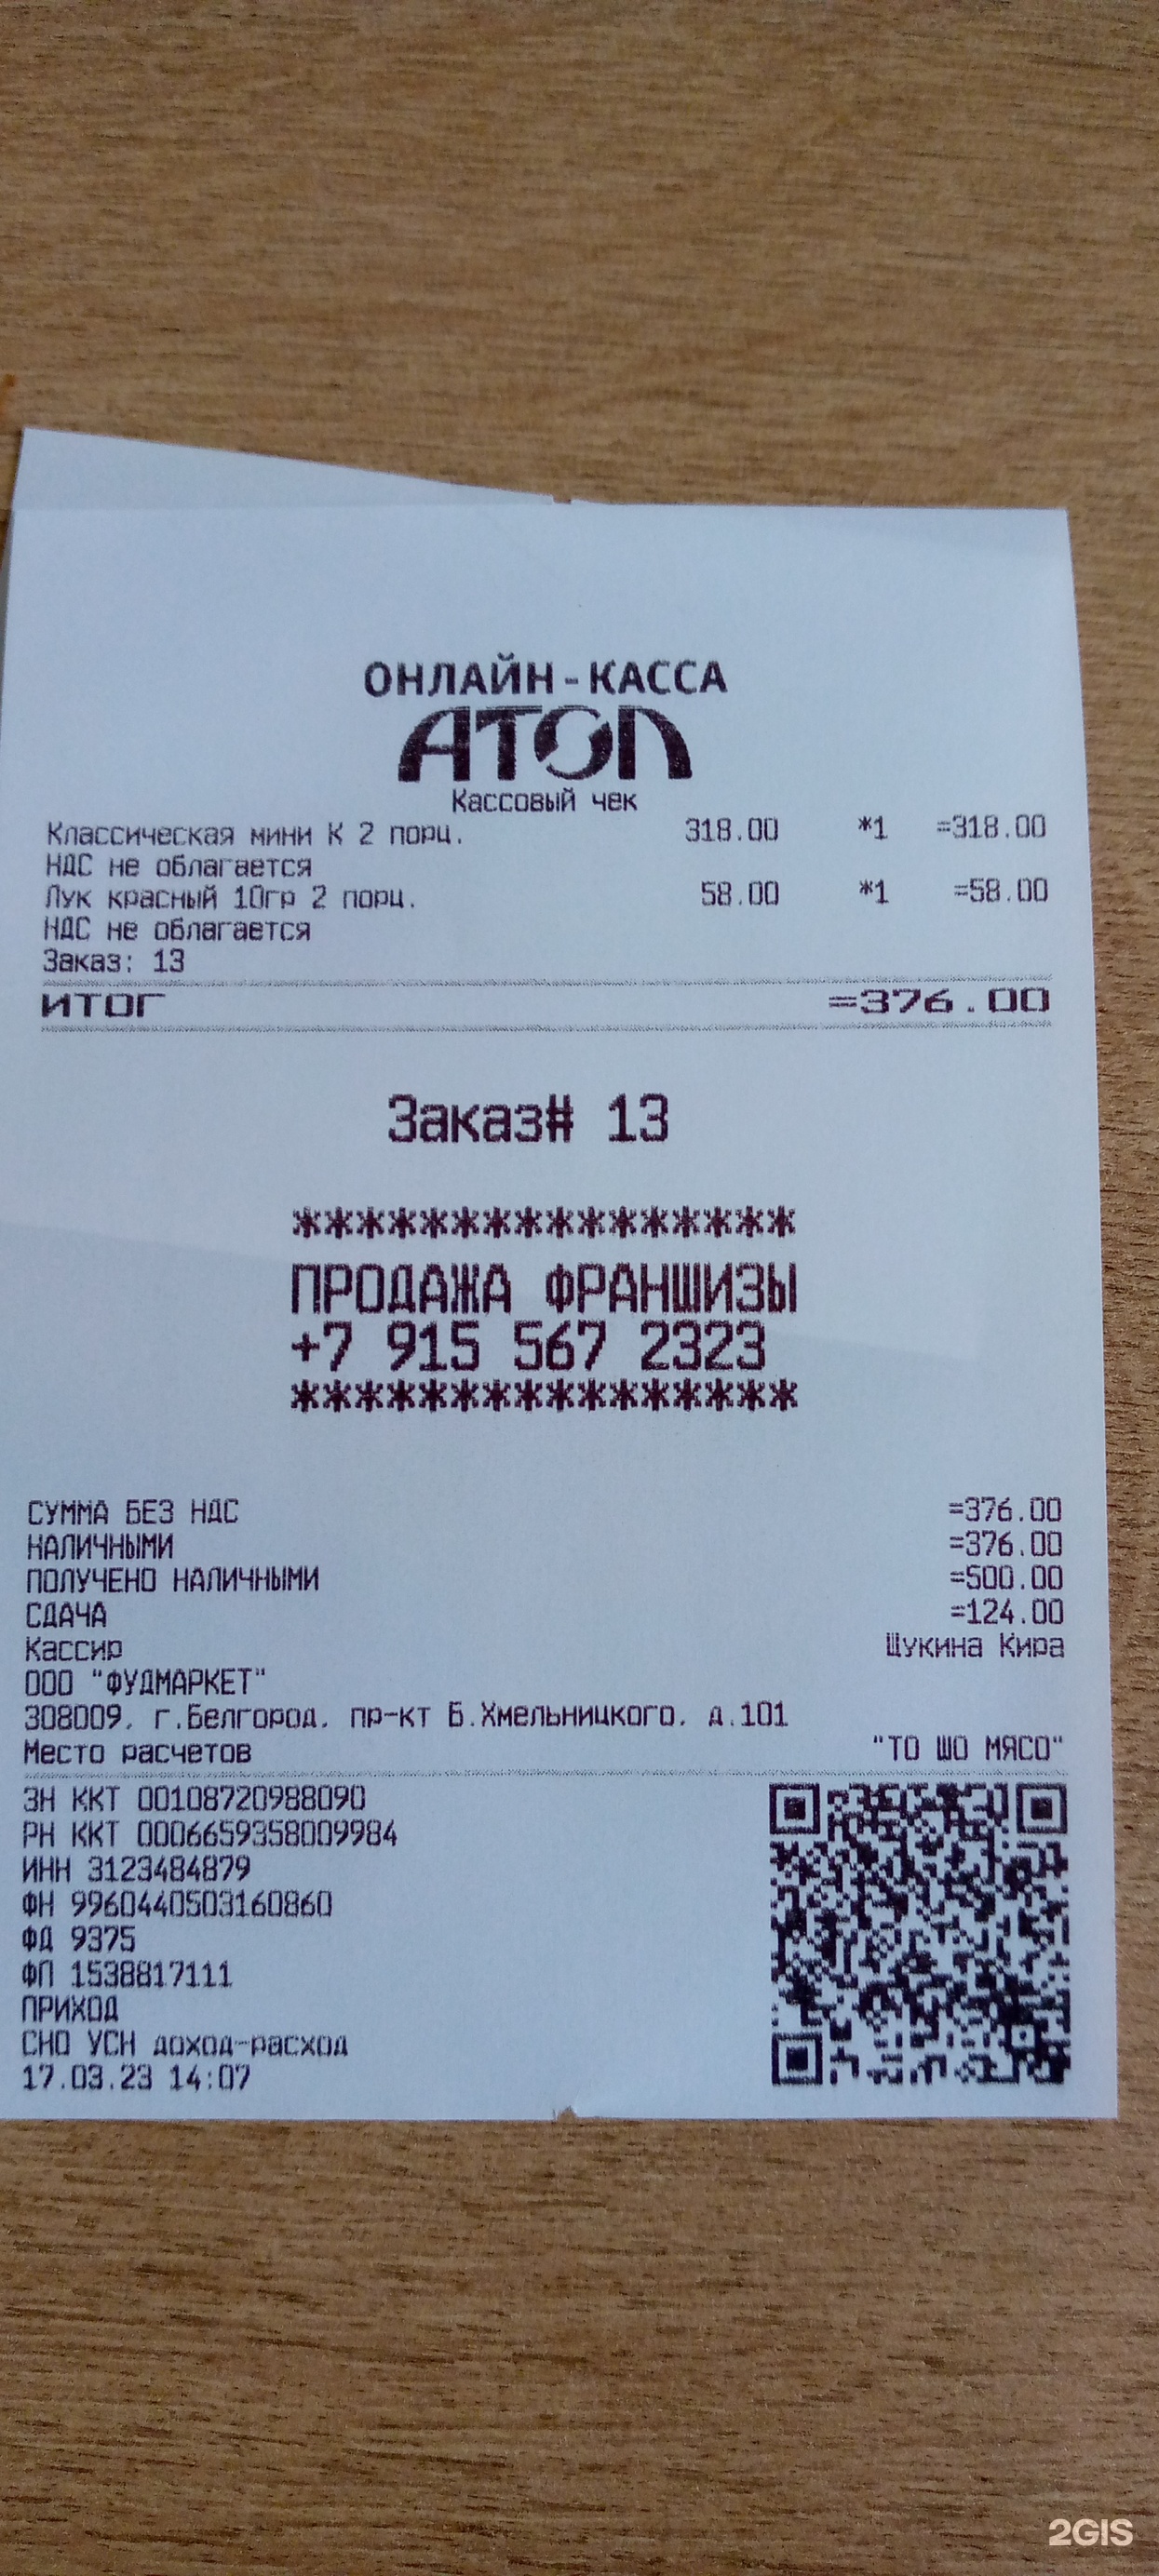 ОНЛАЙН-КАССА
АТОЛ
Кассовый чек
Классическая мини К 2 порц. 318.00 *1 =318.00
НДС не облагается
Лук красный 10гр 2 порц. 58.00 *1 =58.00
НДС не облагается
Заказ: 13
ИТОГ =376.00
Заказ# 13
****************
ПРОДАЖА ФРАНШИЗЫ
+7 915 567 2323
****************
СУММА БЕЗ НДС =376.00
НАЛИЧНЫМИ =376.00
ПОЛУЧЕНО НАЛИЧНЫМИ =500.00
СДАЧА =124.00
Кассир Щукина Кира
ООО "ФУДМАРКЕТ"
308009, г.Белгород, пр-кт Б.Хмельницкого, д.101
Место расчетов "ТО ШО МЯСО"
ЗН ККТ 00108720988090
РН ККТ 0006659358009984
ИНН 3123484879
ФН 9960440503160860
ФД 9375
ФП 1538817111
ПРИХОД
СНО УСН доход-расход
17.03.23 14:07
2GIS